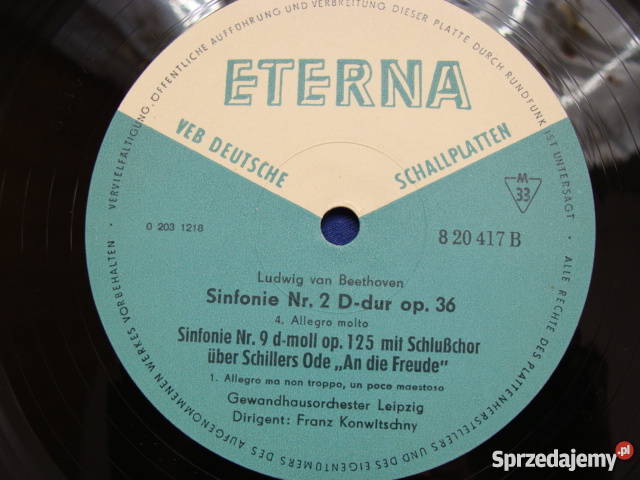 VERVIELFÄLTIGUNG, ÖFFENTLICHE AUFFÜHRUNG UND VERBREITUNG DIESER PLATTE DURCH RUNDFUNK IST UNTERSAGT · ALLE RECHTE DES PLATTENHERSTELLERS UND DES EIGENTÜMERS DES AUFGENOMMENEN WERKES VORBEHALTEN ·
ETERNA
VEB DEUTSCHE SCHALLPLATTEN
M
33
0 203 1218
8 20 417 B
Ludwig van Beethoven
Sinfonie Nr. 2 D-dur op. 36
4. Allegro molto
Sinfonie Nr. 9 d-moll op. 125 mit Schlußchor
über Schillers Ode „An die Freude"
1. Allegro ma non troppo, un poco maestoso
Gewandhausorchester Leipzig
Dirigent: Franz Konwitschny
Sprzedajemy.pl